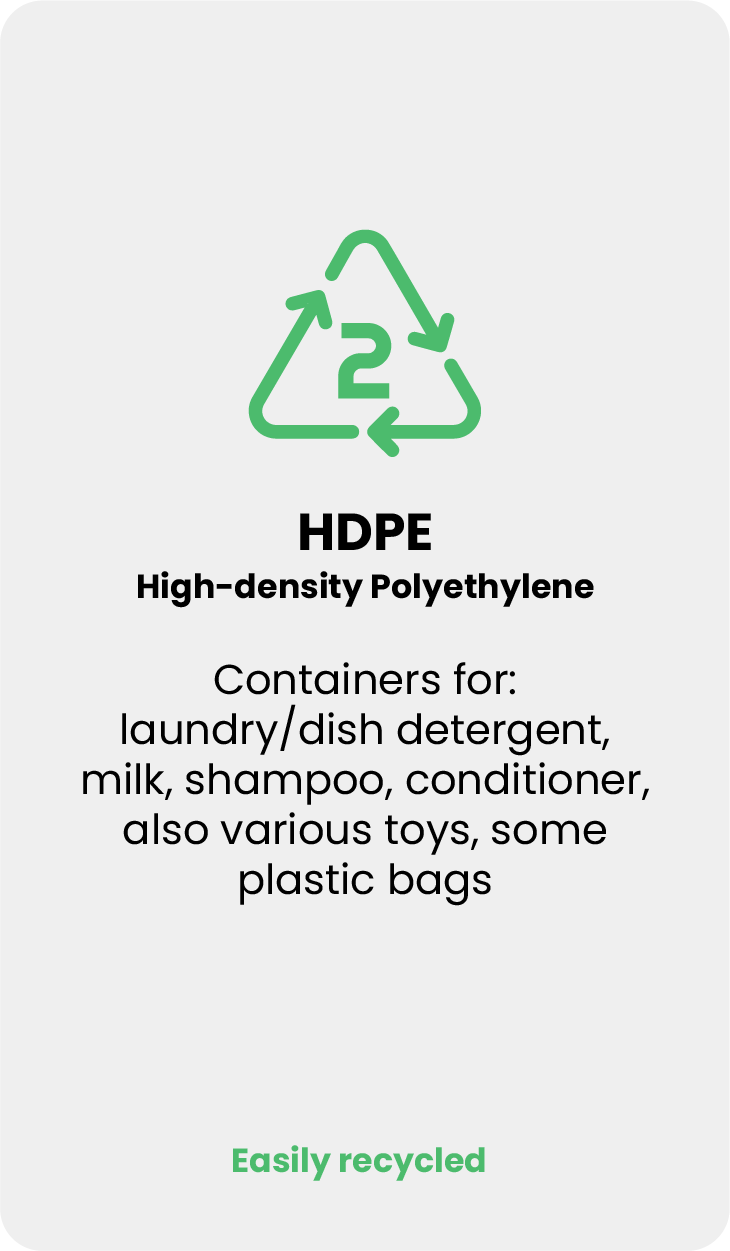 2
HDPE
High-density Polyethylene
Containers for:
laundry/dish detergent,
milk, shampoo, conditioner,
also various toys, some
plastic bags
Easily recycled